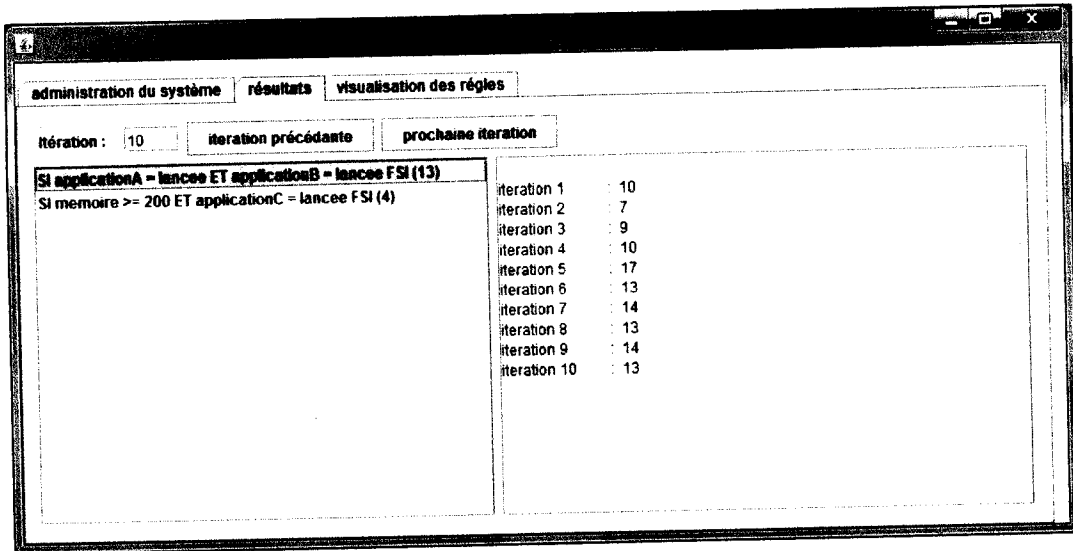 administration du système résultats visualisation des régles
Itération : 10 iteration précédante prochaine iteration
SI applicationA = lancee ET applicationB = lancee FSI (13)
SI memoire >= 200 ET applicationC = lancee FSI (4)
iteration 1 : 10
iteration 2 : 7
iteration 3 : 9
iteration 4 : 10
iteration 5 : 17
iteration 6 : 13
iteration 7 : 14
iteration 8 : 13
iteration 9 : 14
iteration 10 : 13